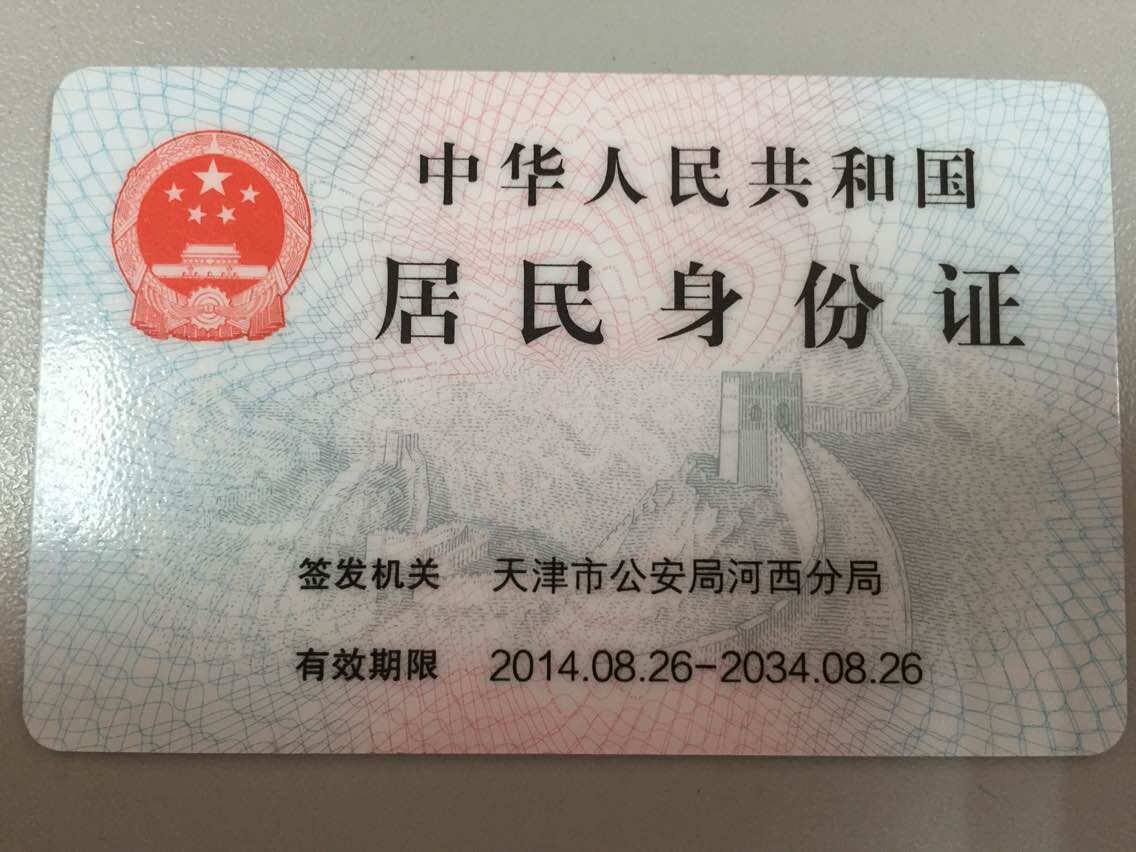 中华人民共和国
居民身份证
签发机关 天津市公安局河西分局
有效期限 2014.08.26-2034.08.26